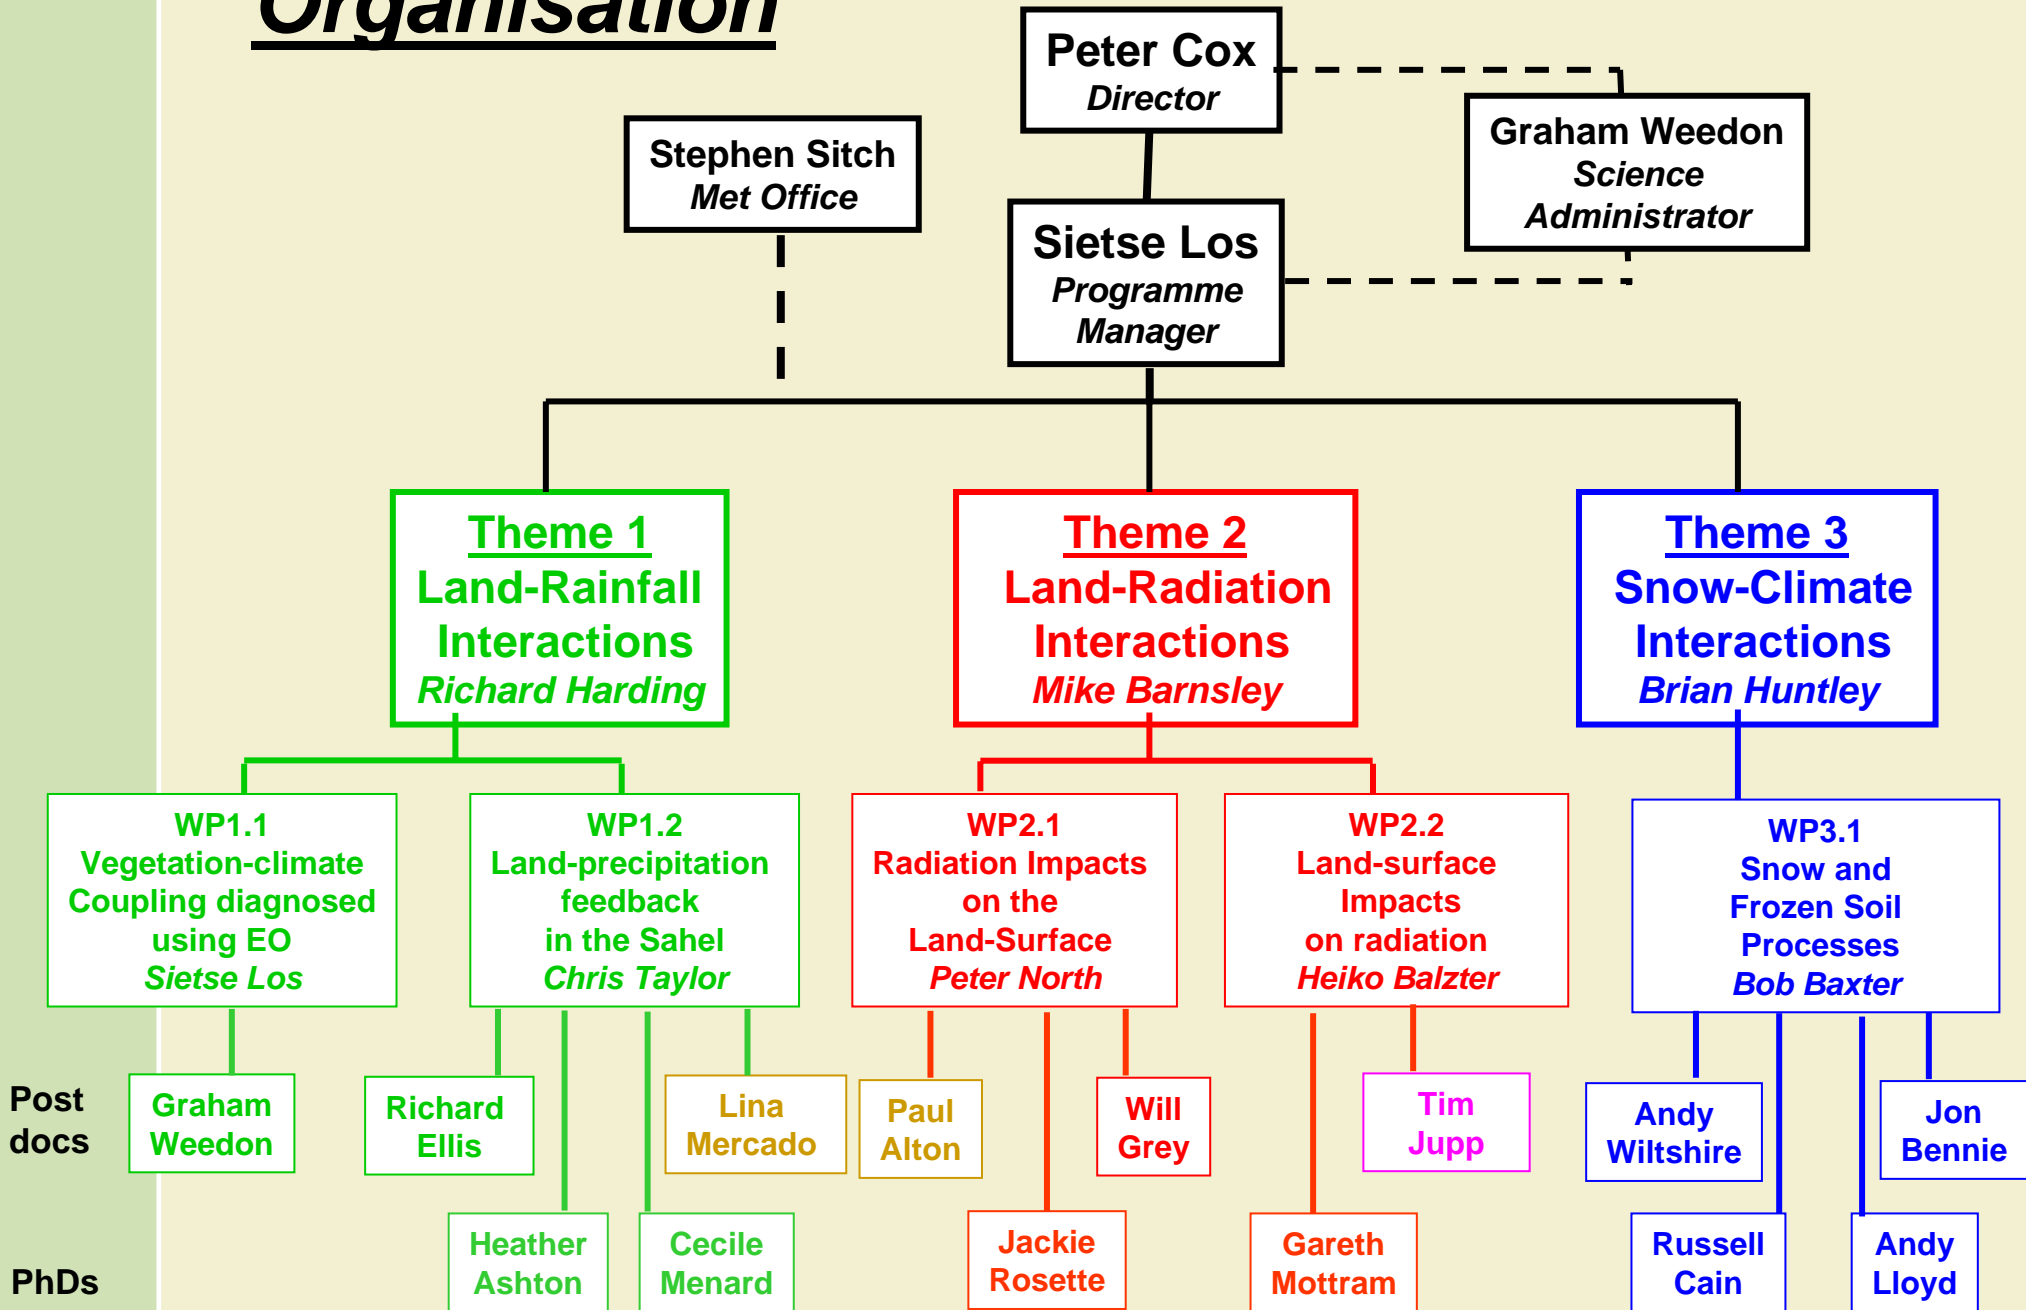 Organisation
Peter Cox
Director
Stephen Sitch
Met Office
Graham Weedon
Science
Administrator
Sietse Los
Programme
Manager
Theme 1
Land-Rainfall
Interactions
Richard Harding
Theme 2
Land-Radiation
Interactions
Mike Barnsley
Theme 3
Snow-Climate
Interactions
Brian Huntley
WP1.1
Vegetation-climate
Coupling diagnosed
using EO
Sietse Los
WP1.2
Land-precipitation
feedback
in the Sahel
Chris Taylor
WP2.1
Radiation Impacts
on the
Land-Surface
Peter North
WP2.2
Land-surface
Impacts
on radiation
Heiko Balzter
WP3.1
Snow and
Frozen Soil
Processes
Bob Baxter
Post
docs
Graham
Weedon
Richard
Ellis
Lina
Mercado
Paul
Alton
Will
Grey
Tim
Jupp
Andy
Wiltshire
Jon
Bennie
PhDs
Heather
Ashton
Cecile
Menard
Jackie
Rosette
Gareth
Mottram
Russell
Cain
Andy
Lloyd